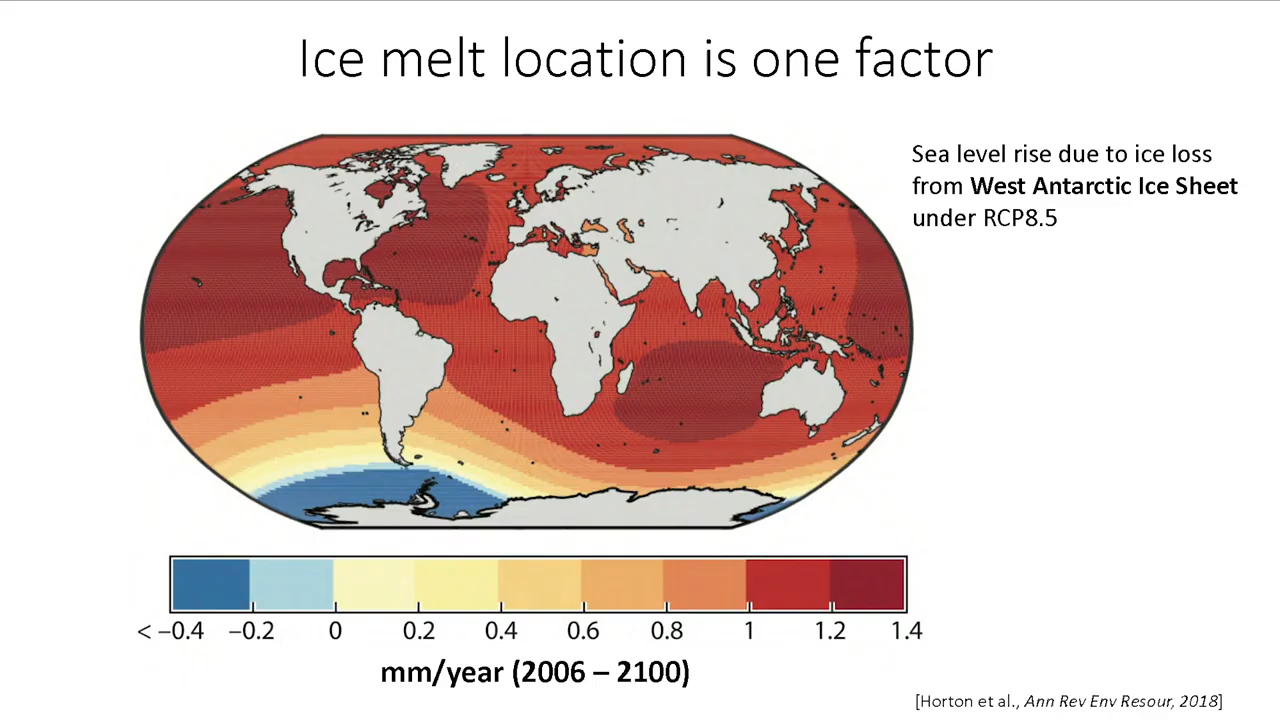 Ice melt location is one factor
Sea level rise due to ice loss
from West Antarctic Ice Sheet
under RCP8.5
< −0.4 −0.2 0 0.2 0.4 0.6 0.8 1 1.2 1.4
mm/year (2006 – 2100)
[Horton et al., Ann Rev Env Resour, 2018]